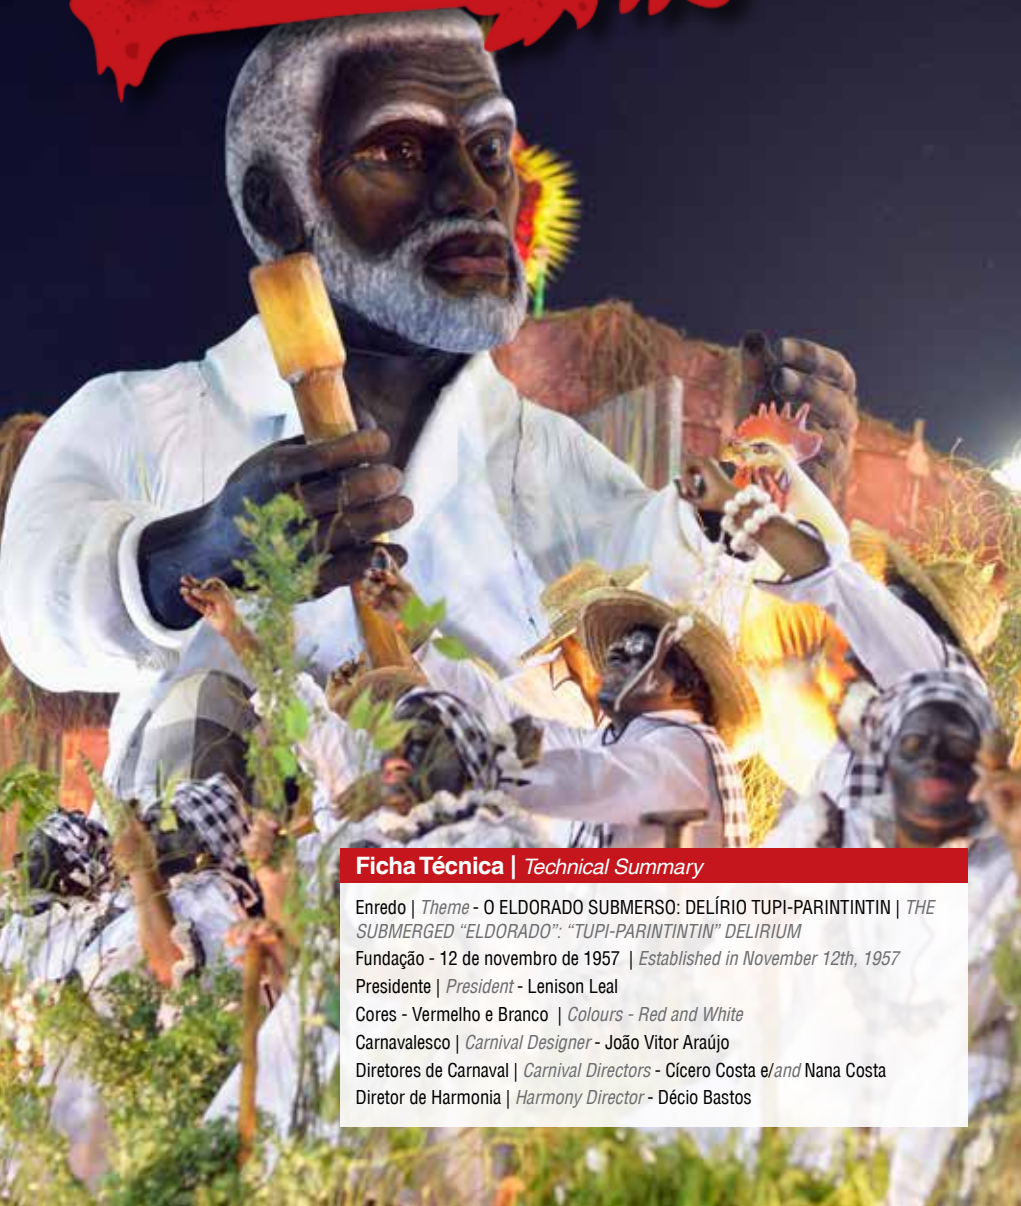 Ficha Técnica | Technical Summary
Enredo | Theme - O ELDORADO SUBMERSO: DELÍRIO TUPI-PARINTINTIN | THE
SUBMERGED “ELDORADO”: “TUPI-PARINTINTIN” DELIRIUM
Fundação - 12 de novembro de 1957 | Established in November 12th, 1957
Presidente | President - Lenison Leal
Cores - Vermelho e Branco | Colours - Red and White
Carnavalesco | Carnival Designer - João Vitor Araújo
Diretores de Carnaval | Carnival Directors - Cícero Costa e/and Nana Costa
Diretor de Harmonia | Harmony Director - Décio Bastos